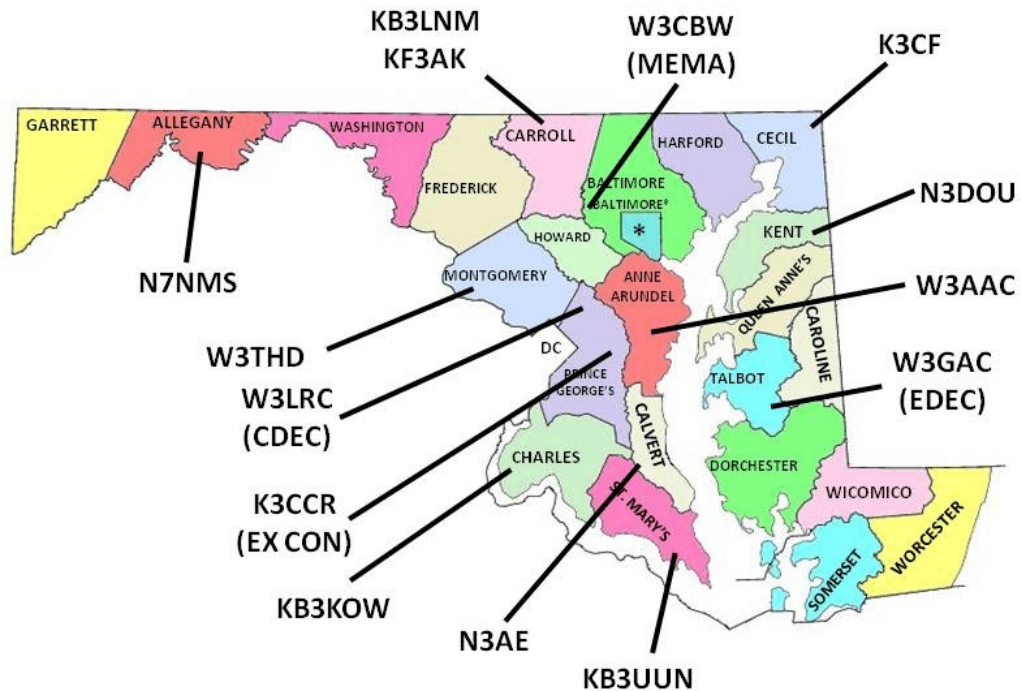 KB3LNM
KF3AK
W3CBW
(MEMA)
K3CF
GARRETT
ALLEGANY
WASHINGTON
FREDERICK
CARROLL
BALTIMORE
BALTIMORE*
*
HARFORD
CECIL
N3DOU
KENT
HOWARD
MONTGOMERY
ANNE
ARUNDEL
QUEEN ANNE'S
CAROLINE
W3AAC
N7NMS
W3THD
DC
PRINCE
GEORGE'S
TALBOT
W3GAC
(EDEC)
W3LRC
(CDEC)
CALVERT
CHARLES
DORCHESTER
ST. MARY'S
WICOMICO
WORCESTER
SOMERSET
K3CCR
(EX CON)
KB3KOW
N3AE
KB3UUN